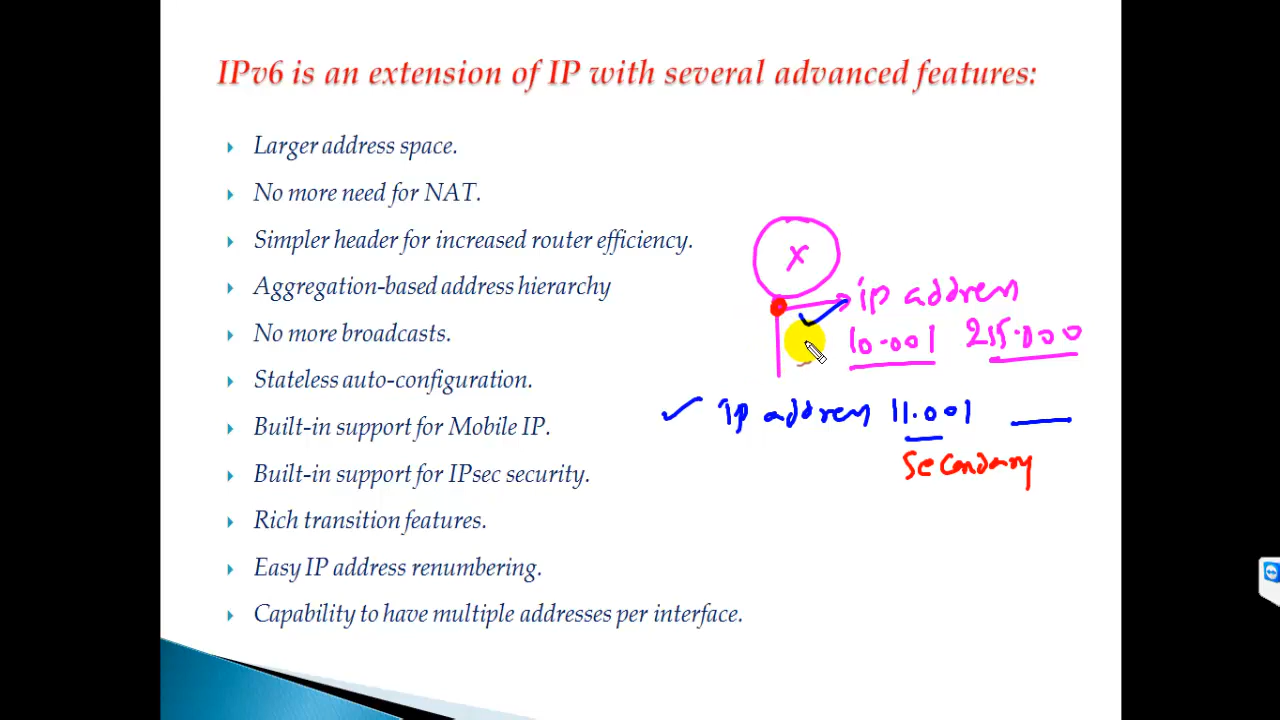 IPv6 is an extension of IP with several advanced features:
Larger address space.
No more need for NAT.
Simpler header for increased router efficiency.
Aggregation-based address hierarchy
No more broadcasts.
Stateless auto-configuration.
Built-in support for Mobile IP.
Built-in support for IPsec security.
Rich transition features.
Easy IP address renumbering.
Capability to have multiple addresses per interface.
X
ip address
10.001 255.000
ip address 11.001
Secondary